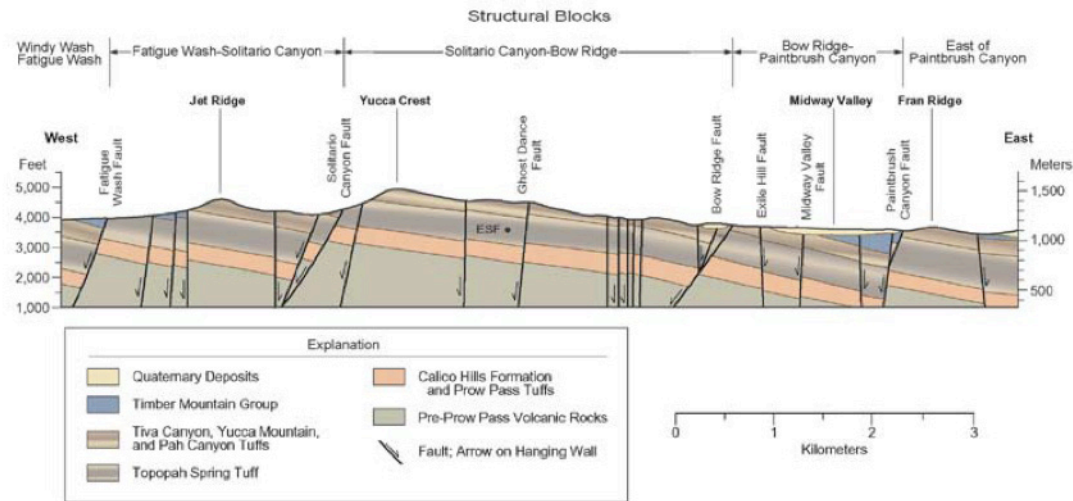 Structural Blocks
Windy Wash
Fatigue Wash
Fatigue Wash-Solitario Canyon
Solitario Canyon-Bow Ridge
Bow Ridge-
Paintbrush Canyon
East of
Paintbrush Canyon
Jet Ridge
Yucca Crest
Midway Valley
Fran Ridge
West
East
Feet
Meters
Fatigue
Wash Fault
Solitario
Canyon Fault
Ghost Dance
Fault
Bow Ridge Fault
Exile Hill Fault
Midway Valley
Fault
Paintbrush
Canyon Fault
5,000
4,000
3,000
2,000
1,000
ESF
1,500
1,000
500
Explanation
Quaternary Deposits
Timber Mountain Group
Tiva Canyon, Yucca Mountain,
and Pah Canyon Tuffs
Topopah Spring Tuff
Calico Hills Formation
and Prow Pass Tuffs
Pre-Prow Pass Volcanic Rocks
Fault; Arrow on Hanging Wall
0 1 2 3
Kilometers